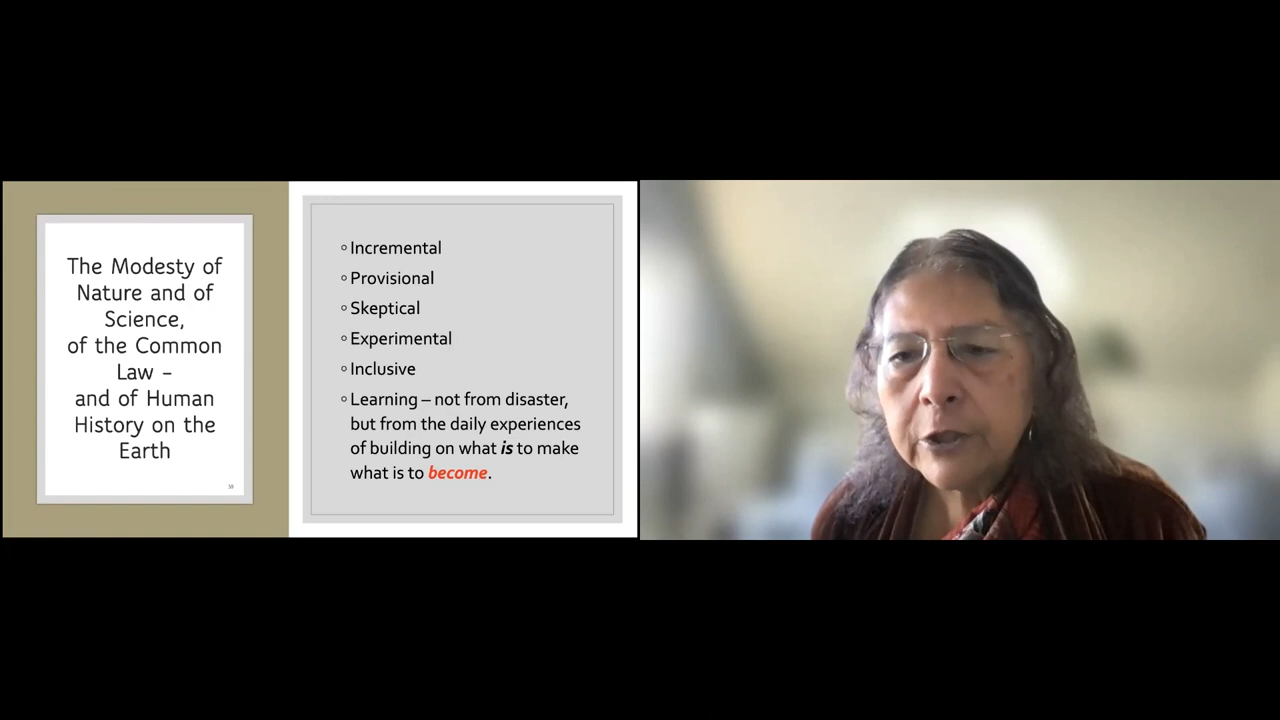 The Modesty of
Nature and of
Science,
of the Common
Law –
and of Human
History on the
Earth
Incremental
Provisional
Skeptical
Experimental
Inclusive
Learning – not from disaster,
but from the daily experiences
of building on what is to make
what is to become.